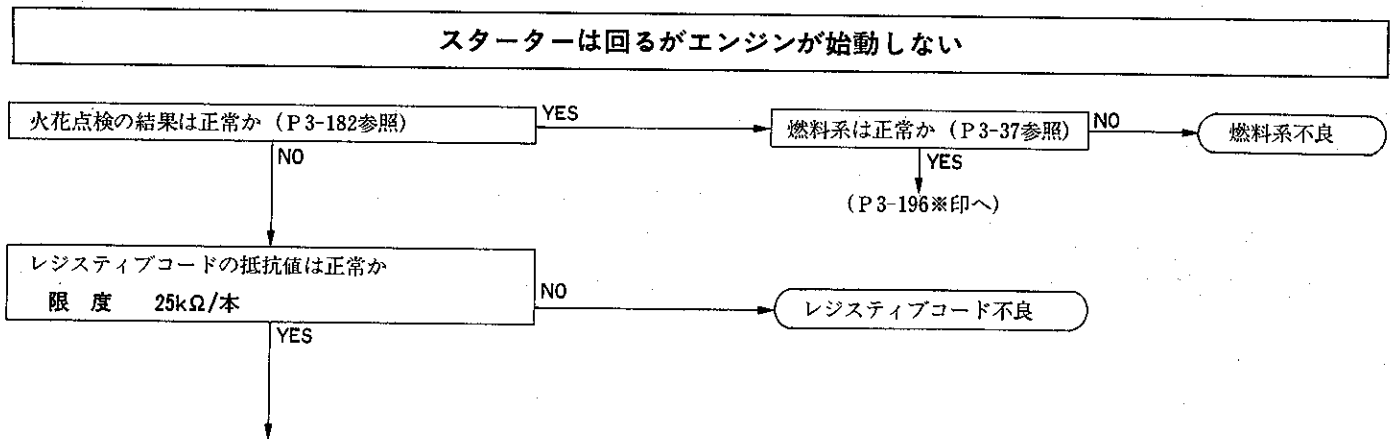 スターターは回るがエンジンが始動しない
火花点検の結果は正常か (P3-182参照)
YES
燃料系は正常か (P3-37参照)
NO
燃料系不良
NO
YES
(P3-196※印へ)
レジスティブコードの抵抗値は正常か
限 度 25kΩ/本
NO
レジスティブコード不良
YES